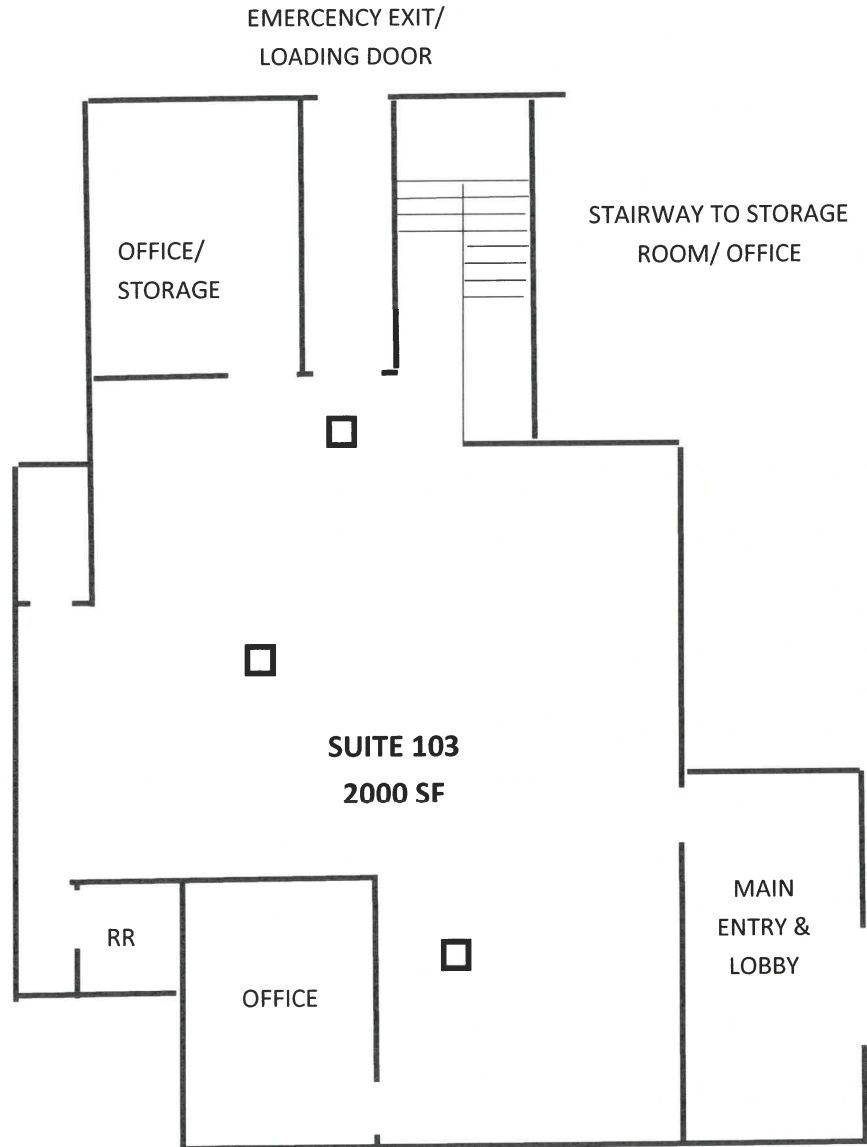 EMERCENCY EXIT/
LOADING DOOR
STAIRWAY TO STORAGE
ROOM/ OFFICE
OFFICE/
STORAGE
SUITE 103
2000 SF
MAIN
ENTRY &
LOBBY
RR
OFFICE